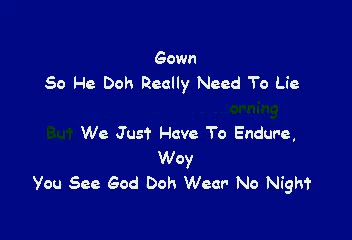 Gown
So He Doh Really Need To Lie
orning
But We Just Have To Endure,
Woy
You See God Doh Wear No Night